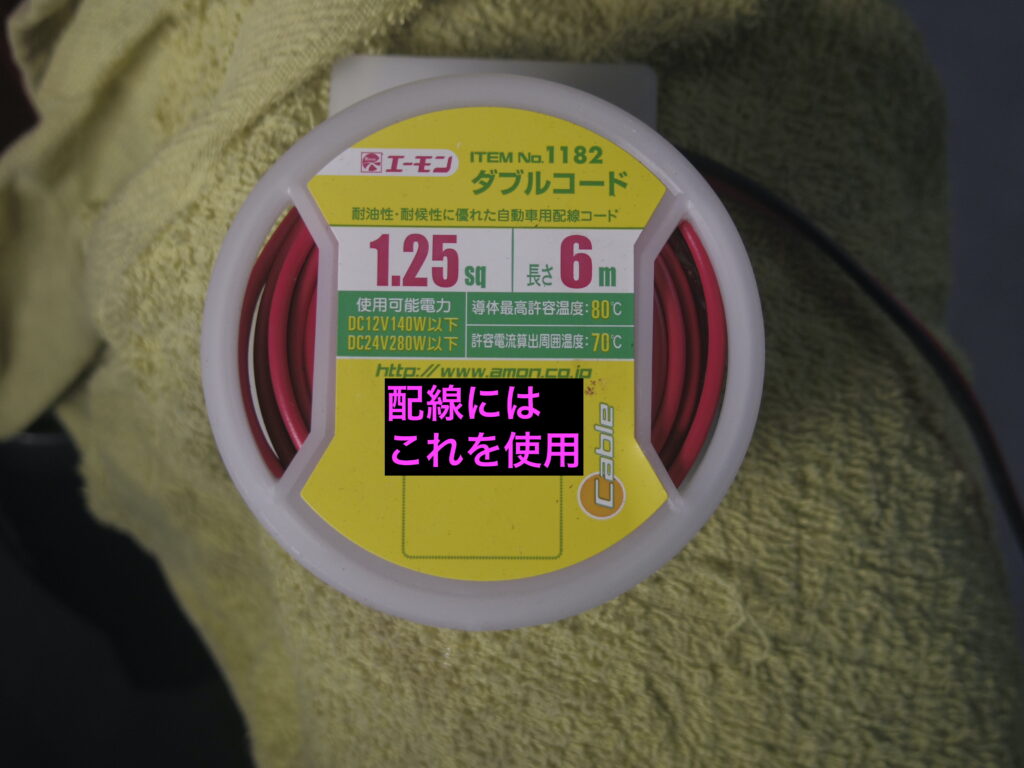 エーモン ITEM No.1182
ダブルコード
耐油性・耐候性に優れた自動車用配線コード
1.25sq 長さ6m
使用可能電力
DC12V140W以下
DC24V280W以下
導体最高許容温度:80℃
許容電流算出周囲温度:70℃
http://www.amon.co.jp
配線には
これを使用
Cable